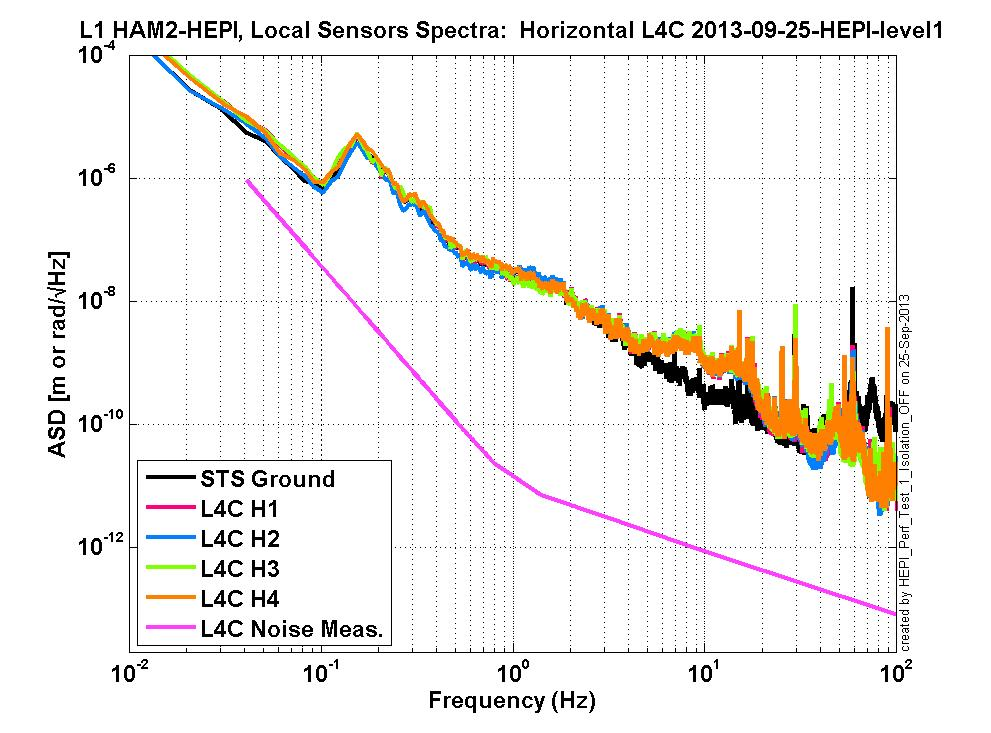 L1 HAM2-HEPI, Local Sensors Spectra:  Horizontal L4C 2013-09-25-HEPI-level1
10^-4
10^-6
10^-8
10^-10
10^-12
ASD [m or rad/√Hz]
STS Ground
L4C H1
L4C H2
L4C H3
L4C H4
L4C Noise Meas.
10^-2
10^-1
10^0
10^1
10^2
Frequency (Hz)
created by HEPI_Perf_Test_1_Isolation_OFF on 25-Sep-2013